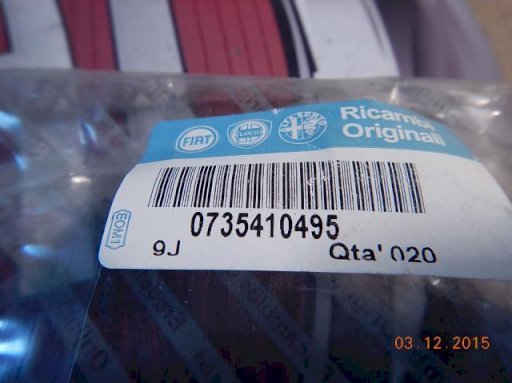 FIAT LANCIA Ricambi
Originali
0735410495
EOM1
9J Qta' 020
03.12.2015